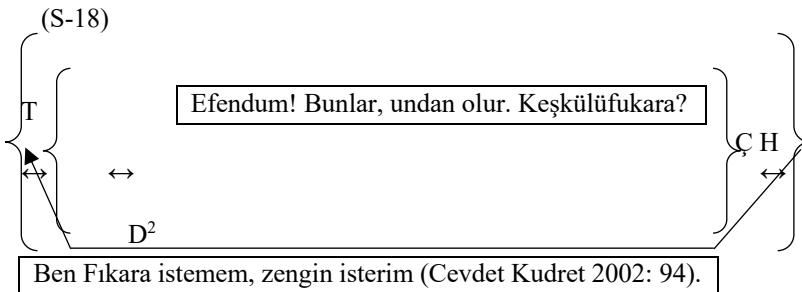 (S-18)
T
Efendum! Bunlar, undan olur. Keşkülüfukara?
Ç H
↔ ↔ ↔
D²
Ben Fıkara istemem, zengin isterim (Cevdet Kudret 2002: 94).